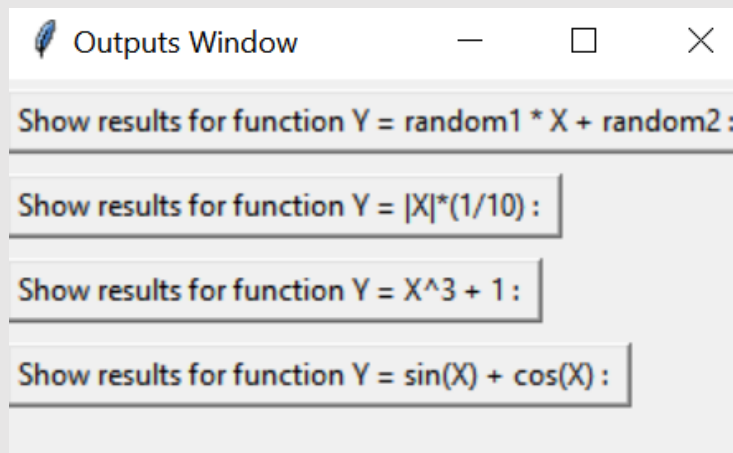 Outputs Window
Show results for function Y = random1 * X + random2 :
Show results for function Y = |X|*(1/10) :
Show results for function Y = X^3 + 1 :
Show results for function Y = sin(X) + cos(X) :